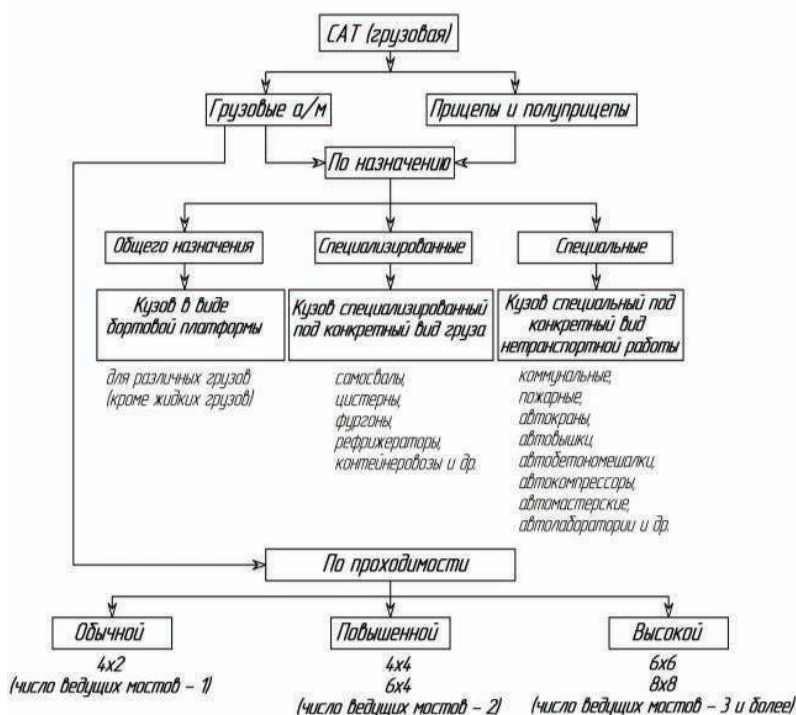 САТ (грузовая)
Грузовые а/м
Прицепы и полуприцепы
По назначению
Общего назначения
Специализированные
Специальные
Кузов в виде
бортовой платформы
Кузов специализированный
под конкретный вид груза
Кузов специальный под
конкретный вид
нетранспортной работы
для различных грузов
(кроме жидких грузов)
самосвалы,
цистерны,
фургоны,
рефрижераторы,
контейнеровозы и др.
коммунальные,
пожарные,
автокраны,
автовышки,
автобетономешалки,
автокомпрессоры,
автомастерские,
автолаборатории и др.
По проходимости
Обычной
Повышенной
Высокой
4х2
(число ведущих мостов – 1)
4х4
6х4
(число ведущих мостов – 2)
6х6
8х8
(число ведущих мостов – 3 и более)